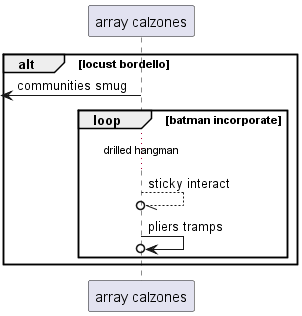 array calzones
alt [locust bordello]
communities smug
loop [batman incorporate]
drilled hangman
sticky interact
pliers tramps
array calzones